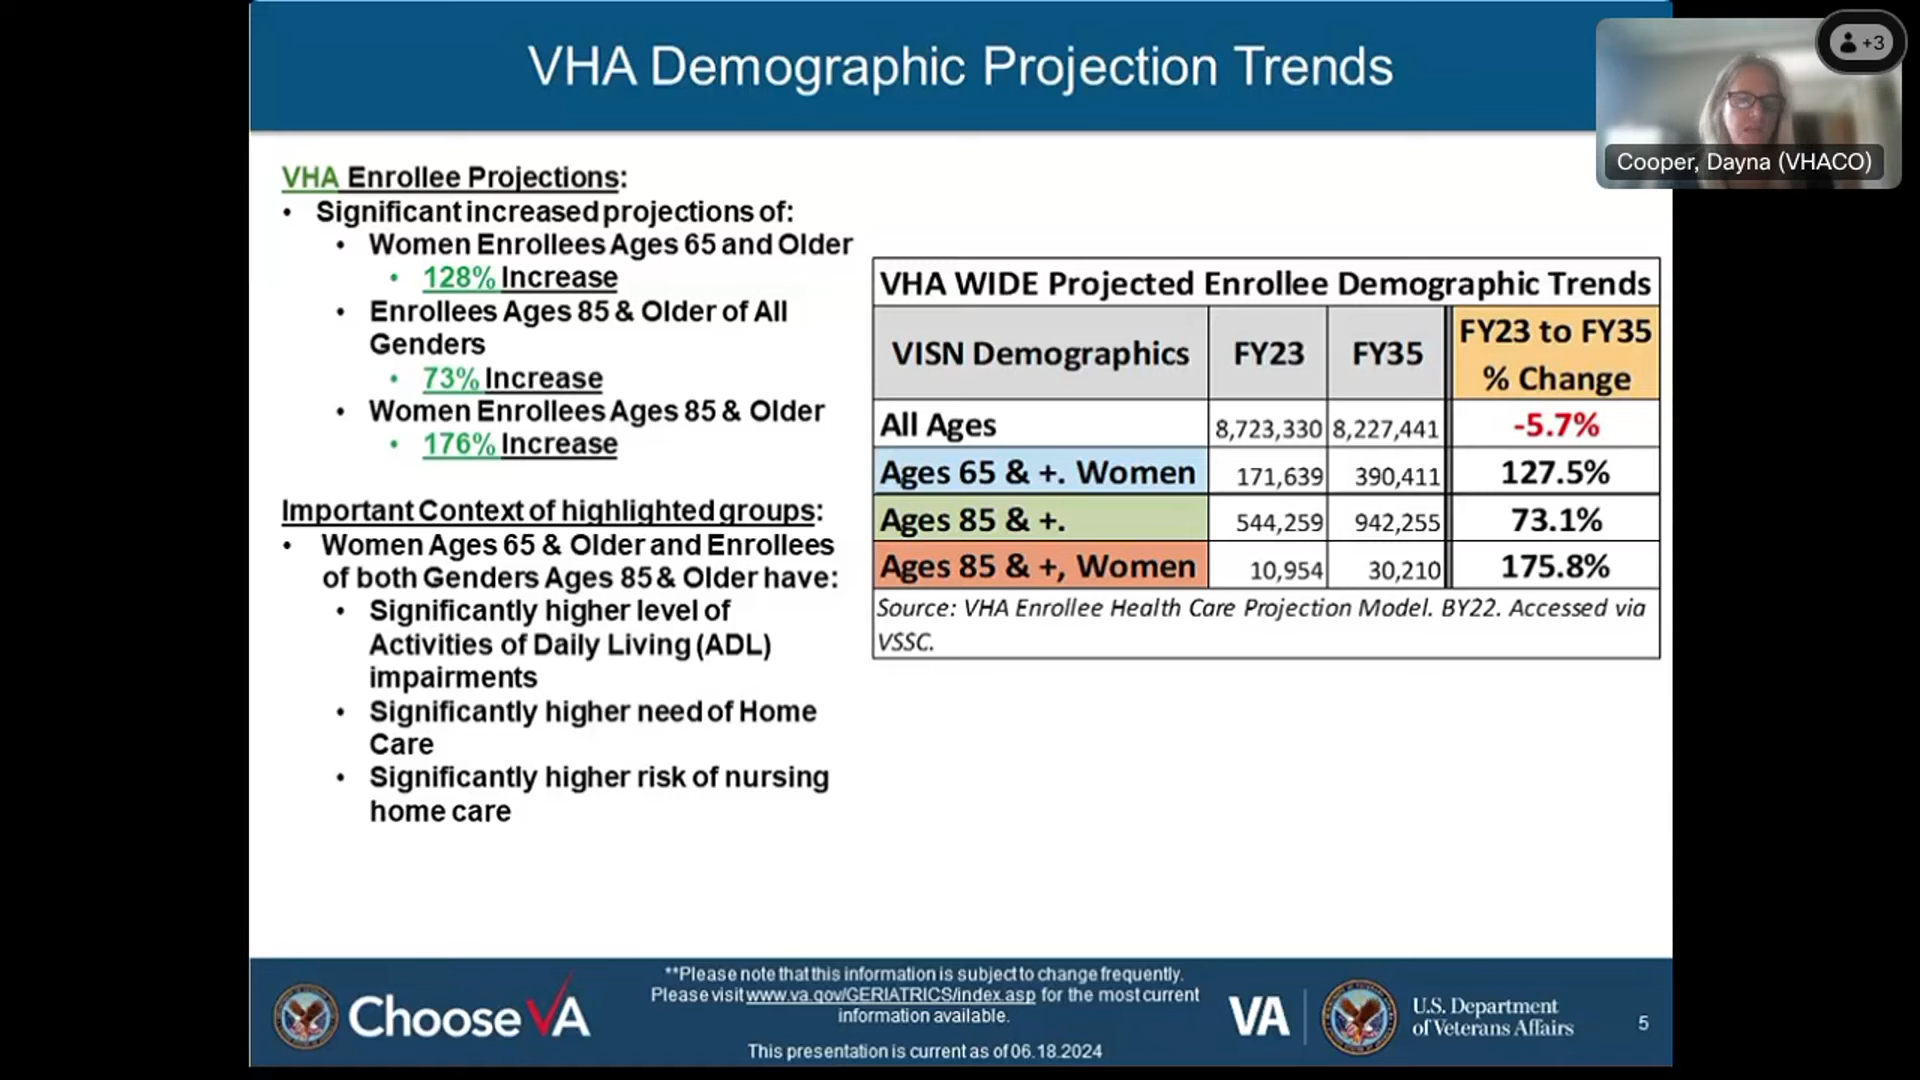 VHA Demographic Projection Trends
+3
Cooper, Dayna (VHACO)
VHA Enrollee Projections:
• Significant increased projections of:
• Women Enrollees Ages 65 and Older
• 128% Increase
• Enrollees Ages 85 & Older of All
Genders
• 73% Increase
• Women Enrollees Ages 85 & Older
• 176% Increase
Important Context of highlighted groups:
• Women Ages 65 & Older and Enrollees
of both Genders Ages 85 & Older have:
• Significantly higher level of
Activities of Daily Living (ADL)
impairments
• Significantly higher need of Home
Care
• Significantly higher risk of nursing
home care
VHA WIDE Projected Enrollee Demographic Trends
VISN Demographics FY23 FY35 FY23 to FY35
% Change
All Ages 8,723,330 8,227,441 -5.7%
Ages 65 & +. Women 171,639 390,411 127.5%
Ages 85 & +. 544,259 942,255 73.1%
Ages 85 & +, Women 10,954 30,210 175.8%
Source: VHA Enrollee Health Care Projection Model. BY22. Accessed via
VSSC.
Choose VA
**Please note that this information is subject to change frequently.
Please visit www.va.gov/GERIATRICS/index.asp for the most current
information available.
This presentation is current as of 06.18.2024
VA
U.S. Department
of Veterans Affairs
5